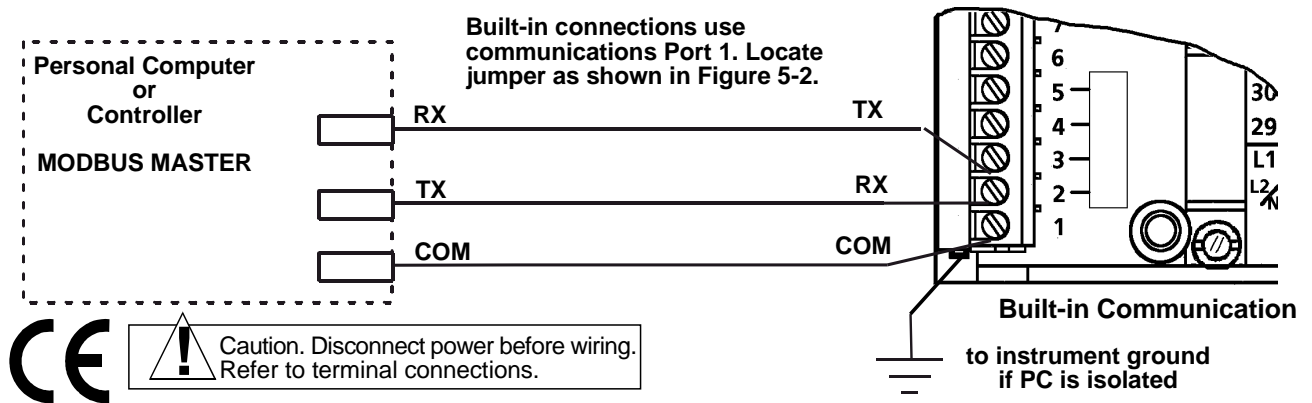 Built-in connections use
communications Port 1. Locate
jumper as shown in Figure 5-2.
Personal Computer
or
Controller
MODBUS MASTER
RX
TX
COM
TX
RX
COM
7
6
5
4
3
2
1
30
29
L1
L2/N
Built-in Communication
to instrument ground
if PC is isolated
CE
!
Caution. Disconnect power before wiring.
Refer to terminal connections.